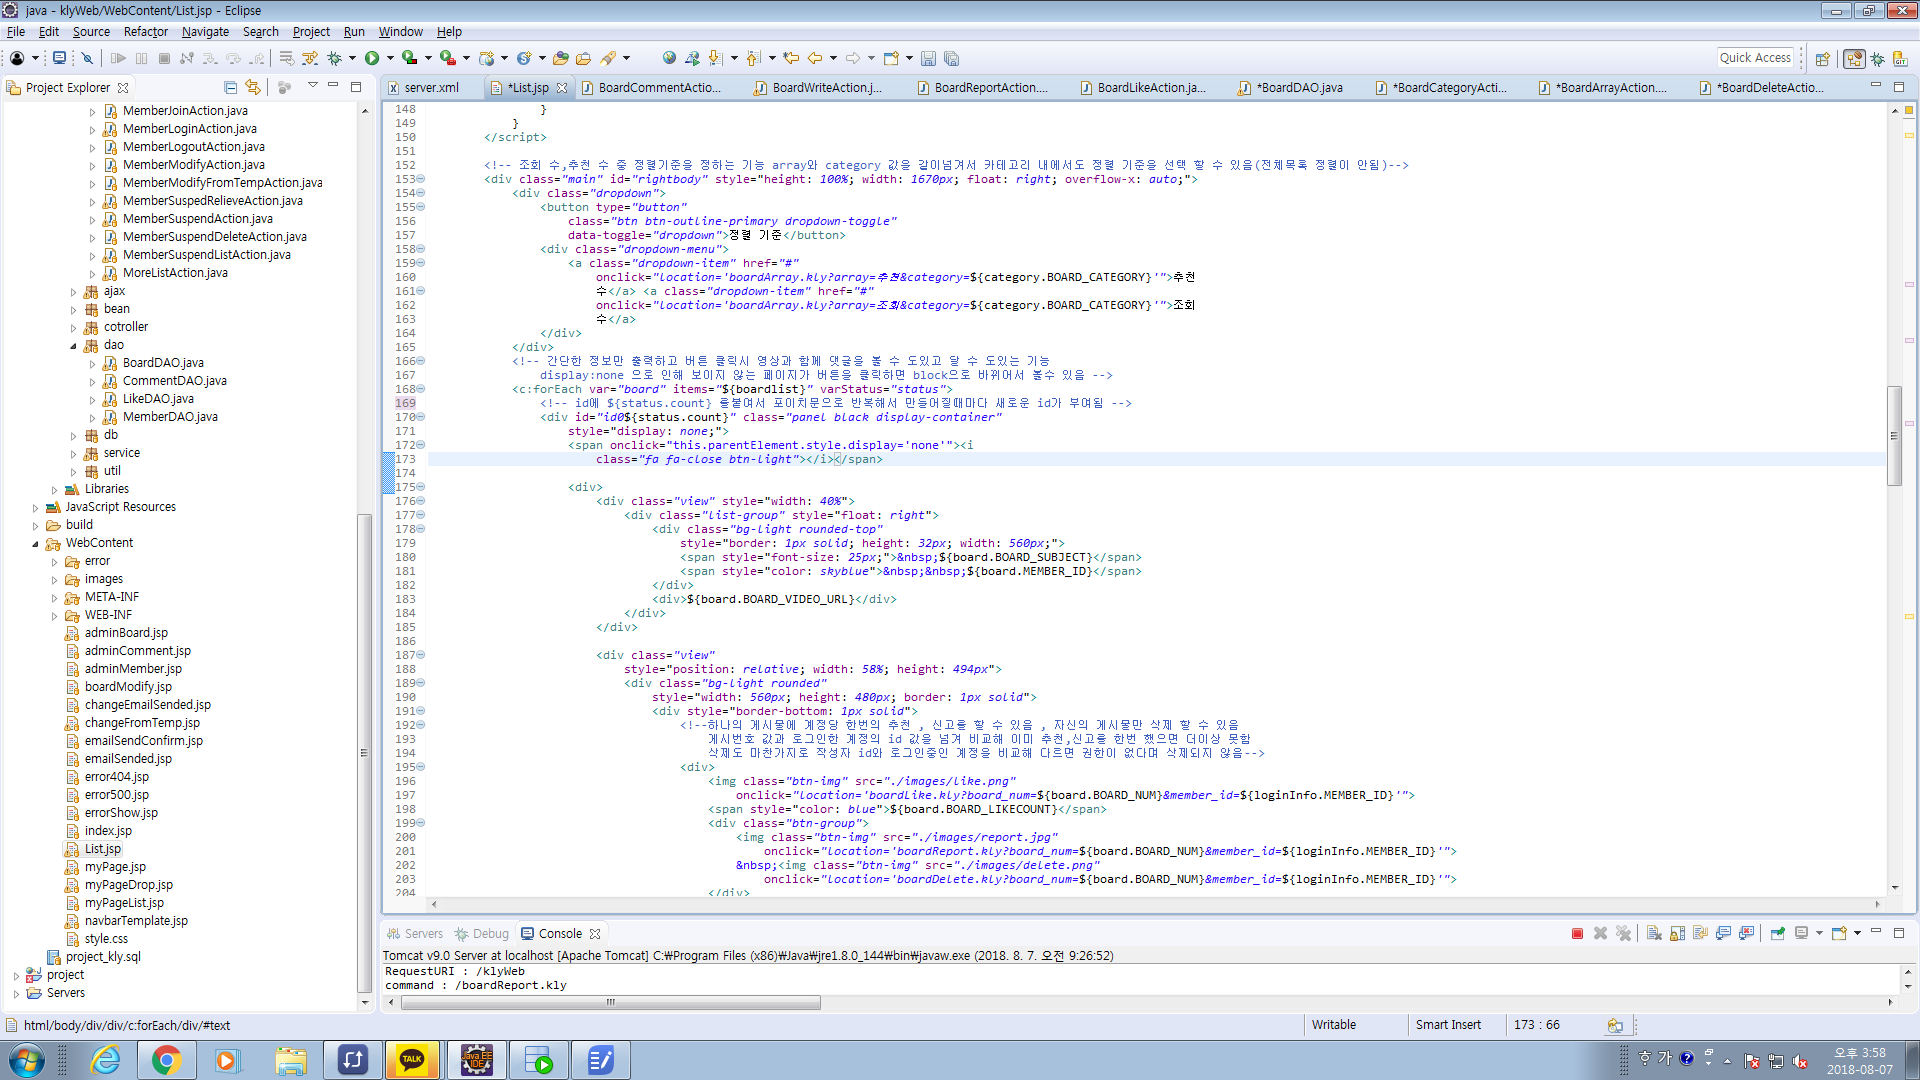 java - klyWeb/WebContent/List.jsp - Eclipse
File Edit Source Refactor Navigate Search Project Run Window Help
Quick Access
Project Explorer
MemberJoinAction.java
MemberLoginAction.java
MemberLogoutAction.java
MemberModifyAction.java
MemberModifyFromTempAction.java
MemberSuspedRelieveAction.java
MemberSuspendAction.java
MemberSuspendDeleteAction.java
MemberSuspendListAction.java
MoreListAction.java
ajax
bean
cotroller
dao
BoardDAO.java
CommentDAO.java
LikeDAO.java
MemberDAO.java
db
service
util
Libraries
JavaScript Resources
build
WebContent
error
images
META-INF
WEB-INF
adminBoard.jsp
adminComment.jsp
adminMember.jsp
boardModify.jsp
changeEmailSended.jsp
changeFromTemp.jsp
emailSendConfirm.jsp
emailSended.jsp
error404.jsp
error500.jsp
errorShow.jsp
index.jsp
List.jsp
myPage.jsp
myPageDrop.jsp
myPageList.jsp
navbarTemplate.jsp
style.css
project_kly.sql
project
Servers
server.xml *List.jsp BoardCommentActio... BoardWriteAction.j... BoardReportAction.... BoardLikeAction.ja... *BoardDAO.java *BoardCategoryActi... *BoardArrayAction.... *BoardDeleteActio...
148 }
149 }
150 </script>
151
152 <!-- 조회 수,추천 수 중 정렬기준을 정하는 기능 array와 category 값을 같이넘겨서 카테고리 내에서도 정렬 기준을 선택 할 수 있음(전체목록 정렬이 안됨)-->
153 <div class="main" id="rightbody" style="height: 100%; width: 1670px; float: right; overflow-x: auto;">
154 <div class="dropdown">
155 <button type="button"
156 class="btn btn-outline-primary dropdown-toggle"
157 data-toggle="dropdown">정렬 기준</button>
158 <div class="dropdown-menu">
159 <a class="dropdown-item" href="#"
160 onclick="location='boardArray.kly?array=추천&category=${category.BOARD_CATEGORY}'">추천
161 수</a> <a class="dropdown-item" href="#"
162 onclick="location='boardArray.kly?array=조회&category=${category.BOARD_CATEGORY}'">조회
163 수</a>
164 </div>
165 </div>
166 <!-- 간단한 정보만 출력하고 버튼 클릭시 영상과 함께 댓글을 볼 수 도있고 달 수 도있는 기능
167 display:none 으로 인해 보이지 않는 페이지가 버튼을 클릭하면 block으로 바뀌어서 볼수 있음 -->
168 <c:forEach var="board" items="${boardlist}" varStatus="status">
169 <!-- id에 ${status.count} 를붙여서 포이치문으로 반복해서 만들어질때마다 새로운 id가 부여됨 -->
170 <div id="id0${status.count}" class="panel black display-container"
171 style="display: none;">
172 <span onclick="this.parentElement.style.display='none'"><i
173 class="fa fa-close btn-light"></i></span>
174
175 <div>
176 <div class="view" style="width: 40%">
177 <div class="list-group" style="float: right">
178 <div class="bg-light rounded-top"
179 style="border: 1px solid; height: 32px; width: 560px;">
180 <span style="font-size: 25px;">&nbsp;${board.BOARD_SUBJECT}</span>
181 <span style="color: skyblue">&nbsp;&nbsp;${board.MEMBER_ID}</span>
182 </div>
183 <div>${board.BOARD_VIDEO_URL}</div>
184 </div>
185 </div>
186
187 <div class="view"
188 style="position: relative; width: 58%; height: 494px">
189 <div class="bg-light rounded"
190 style="width: 560px; height: 480px; border: 1px solid">
191 <div style="border-bottom: 1px solid">
192 <!--하나의 게시물에 계정당 한번의 추천 , 신고를 할 수 있음 , 자신의 게시물만 삭제 할 수 있음
193 게시번호 값과 로그인한 계정의 id 값을 넘겨 비교해 이미 추천,신고를 한번 했으면 더이상 못함
194 삭제도 마찬가지로 작성자 id와 로그인중인 계정을 비교해 다르면 권한이 없다며 삭제되지 않음-->
195 <div>
196 <img class="btn-img" src="./images/like.png"
197 onclick="location='boardLike.kly?board_num=${board.BOARD_NUM}&member_id=${loginInfo.MEMBER_ID}'">
198 <span style="color: blue">${board.BOARD_LIKECOUNT}</span>
199 <div class="btn-group">
200 <img class="btn-img" src="./images/report.jpg"
201 onclick="location='boardReport.kly?board_num=${board.BOARD_NUM}&member_id=${loginInfo.MEMBER_ID}'">
202 &nbsp;<img class="btn-img" src="./images/delete.png"
203 onclick="location='boardDelete.kly?board_num=${board.BOARD_NUM}&member_id=${loginInfo.MEMBER_ID}'">
204 </div>
Servers Debug Console
Tomcat v9.0 Server at localhost [Apache Tomcat] C:₩Program Files (x86)₩Java₩jre1.8.0_144₩bin₩javaw.exe (2018. 8. 7. 오전 9:26:52)
RequestURI : /klyWeb
command : /boardReport.kly
html/body/div/div/c:forEach/div/#text
Writable Smart Insert 173 : 66
TALK
Java EE
IDE
한 가
오후 3:58
2018-08-07